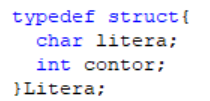 typedef struct{
  char litera;
  int contor;
}Litera;